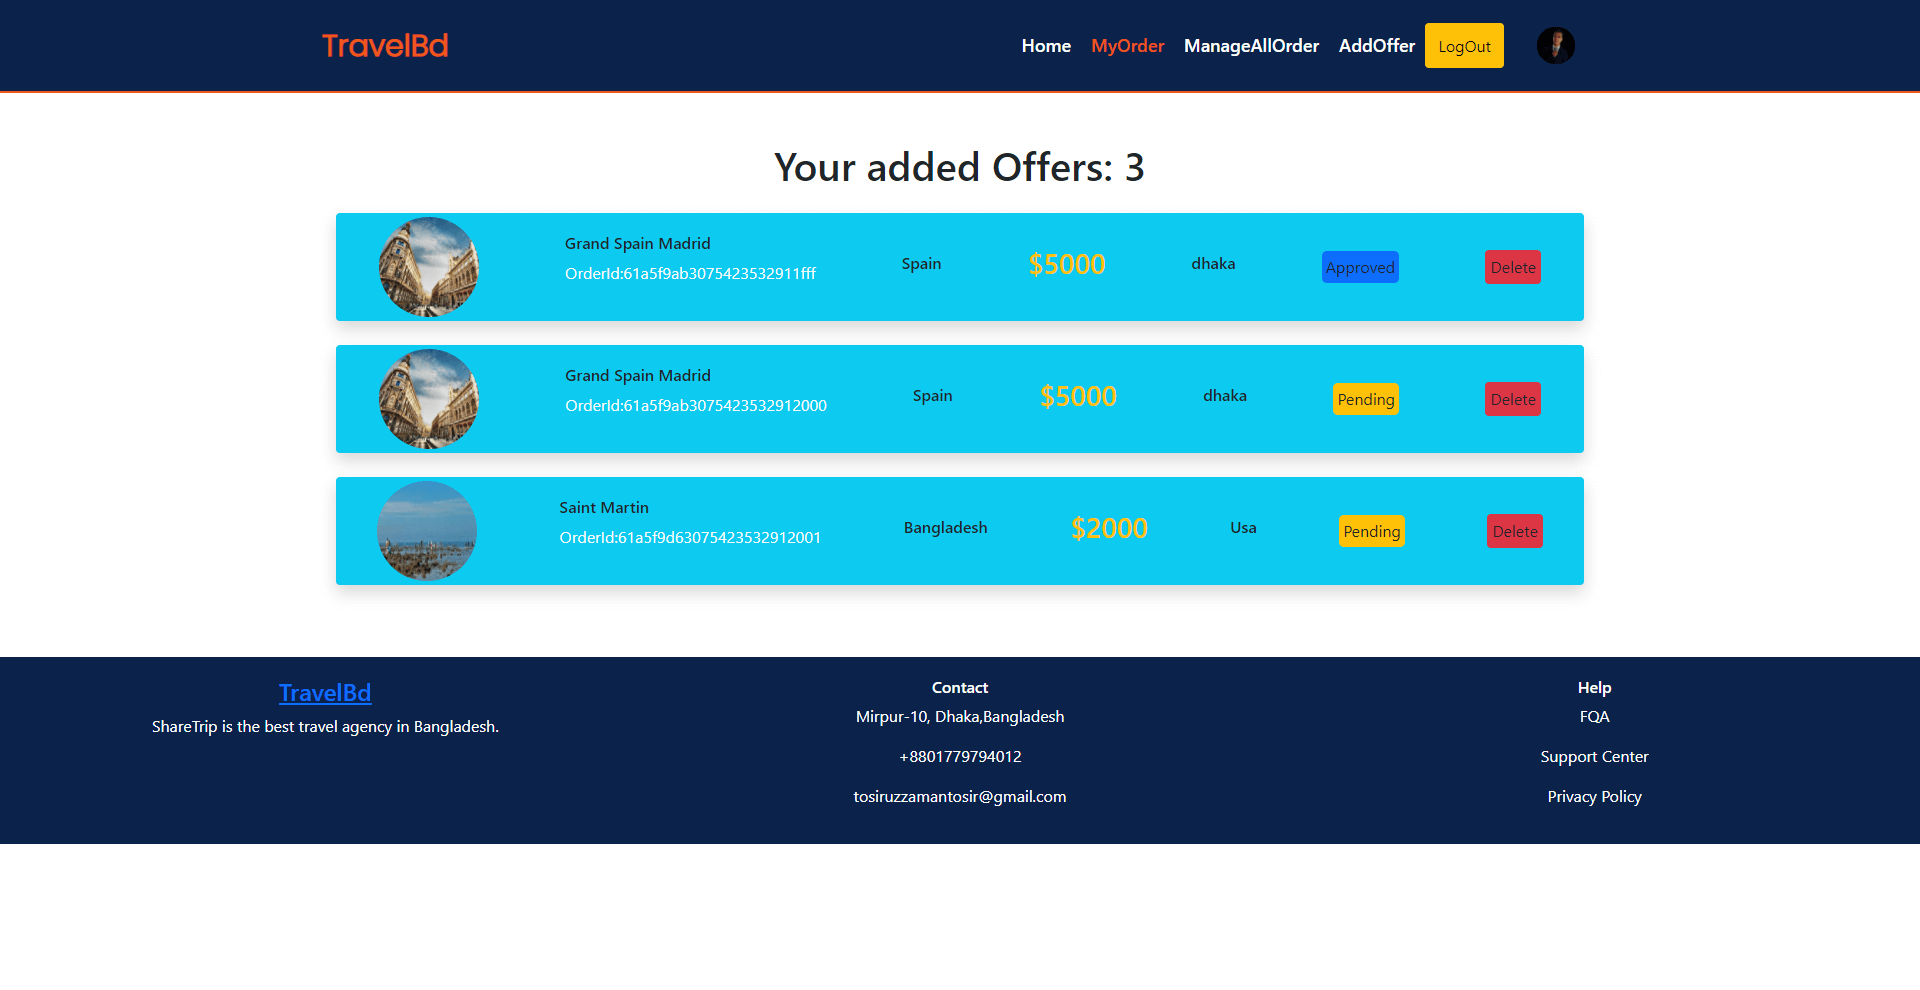 TravelBd
Home MyOrder ManageAllOrder AddOffer LogOut
Your added Offers: 3
Grand Spain Madrid
OrderId:61a5f9ab3075423532911fff
Spain
$5000
dhaka
Approved
Delete
Grand Spain Madrid
OrderId:61a5f9ab3075423532912000
Spain
$5000
dhaka
Pending
Delete
Saint Martin
OrderId:61a5f9d63075423532912001
Bangladesh
$2000
Usa
Pending
Delete
TravelBd
ShareTrip is the best travel agency in Bangladesh.
Contact
Mirpur-10, Dhaka,Bangladesh
+8801779794012
tosiruzzamantosir@gmail.com
Help
FQA
Support Center
Privacy Policy